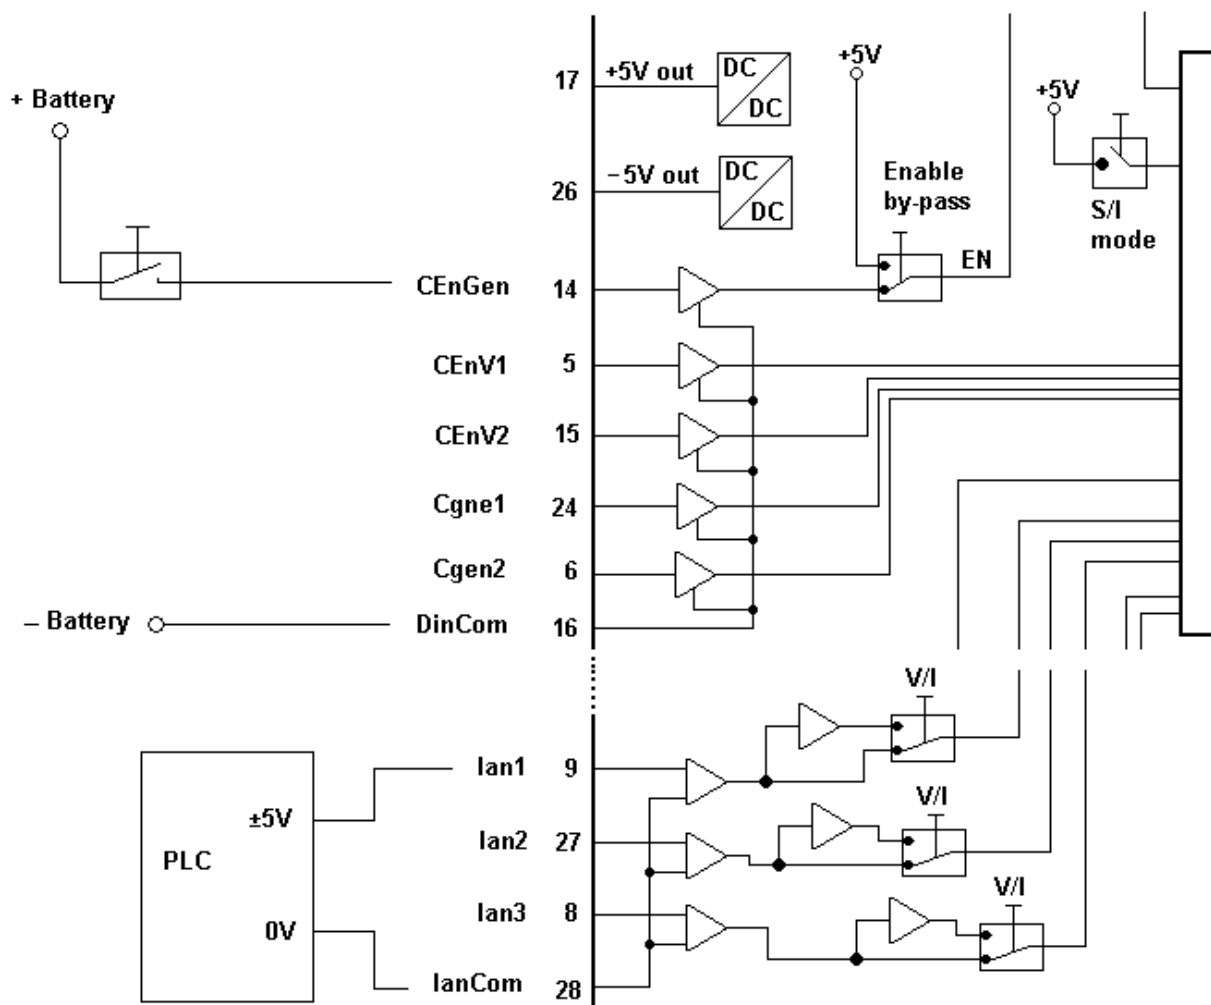 17 +5V out DC
DC
+5V
+5V
+ Battery
26 –5V out DC
DC
Enable
by-pass
S/I
mode
EN
CEnGen 14
CEnV1 5
CEnV2 15
Cgne1 24
Cgen2 6
– Battery DinCom 16
V/I
Ian1 9
±5V
V/I
Ian2 27
PLC
V/I
Ian3 8
0V
IanCom 28